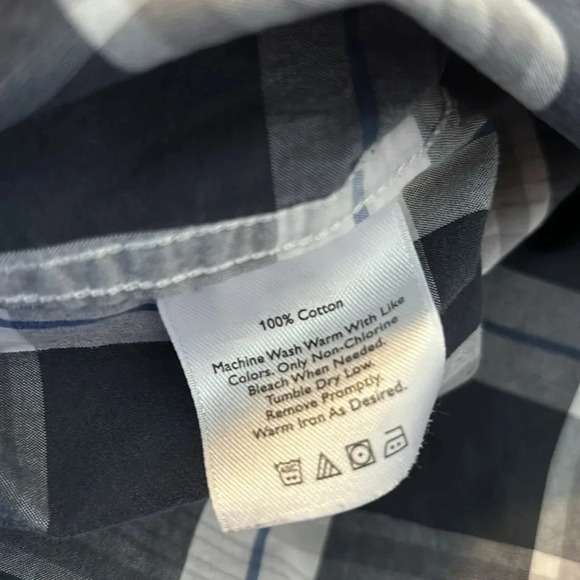 100% Cotton
Machine Wash Warm With Like
Colors. Only Non-Chlorine
Bleach When Needed.
Tumble Dry Low.
Remove Promptly.
Warm Iron As Desired.